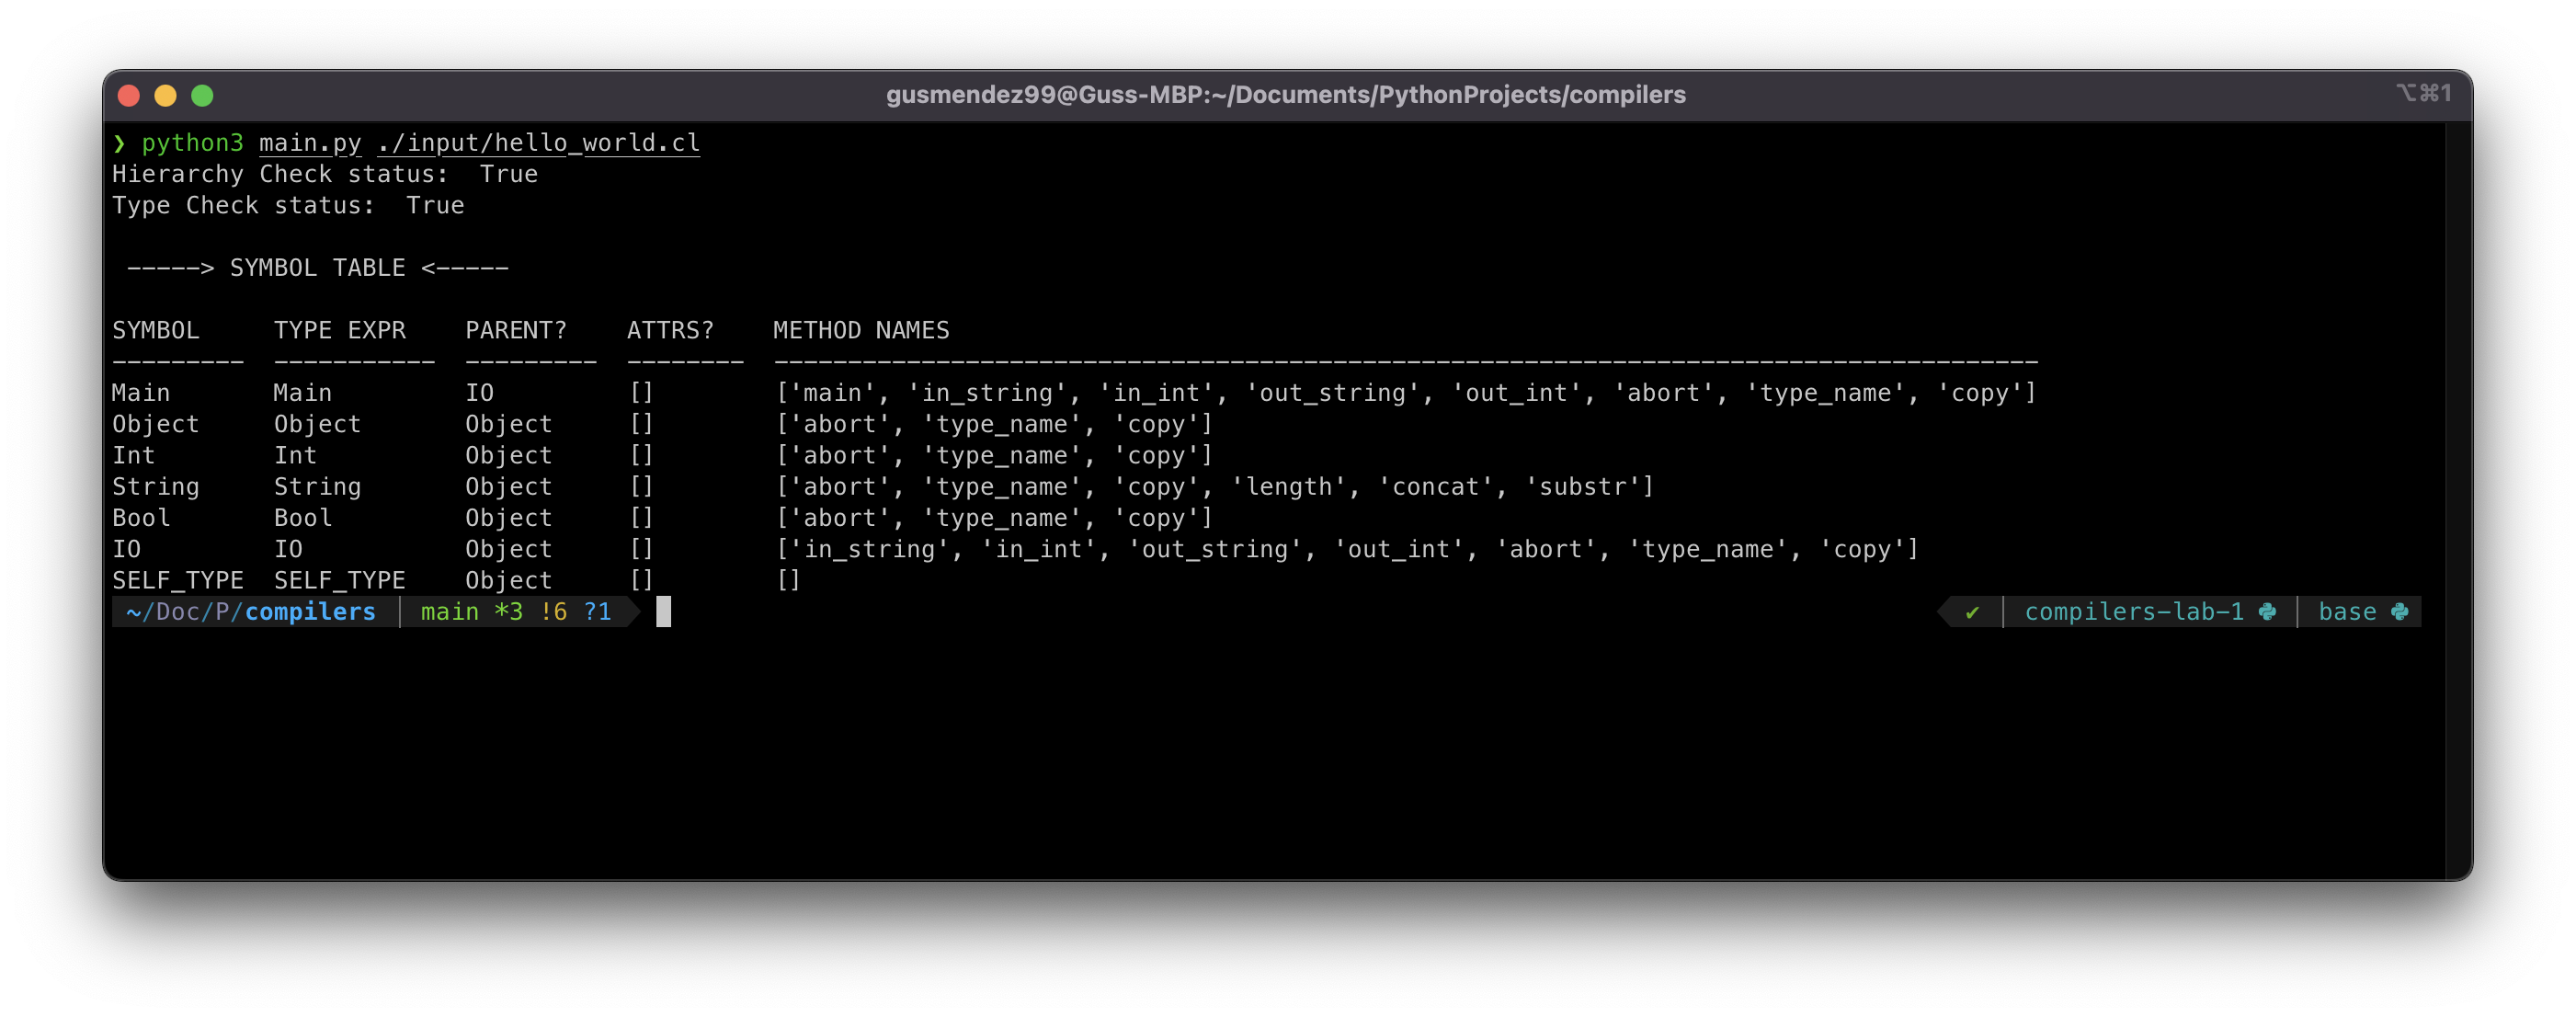 gusmendez99@Guss-MBP:~/Documents/PythonProjects/compilers ⌥⌘1
❯ python3 main.py ./input/hello_world.cl
Hierarchy Check status:  True
Type Check status:  True
 -----> SYMBOL TABLE <-----
SYMBOL     TYPE EXPR    PARENT?    ATTRS?    METHOD NAMES
---------  -----------  ---------  --------  --------------------------------------------------------------------------------------
Main       Main         IO         []        ['main', 'in_string', 'in_int', 'out_string', 'out_int', 'abort', 'type_name', 'copy']
Object     Object       Object     []        ['abort', 'type_name', 'copy']
Int        Int          Object     []        ['abort', 'type_name', 'copy']
String     String       Object     []        ['abort', 'type_name', 'copy', 'length', 'concat', 'substr']
Bool       Bool         Object     []        ['abort', 'type_name', 'copy']
IO         IO           Object     []        ['in_string', 'in_int', 'out_string', 'out_int', 'abort', 'type_name', 'copy']
SELF_TYPE  SELF_TYPE    Object     []        []
~/Doc/P/compilers | main *3 !6 ?1 ✔ | compilers-lab-1 | base